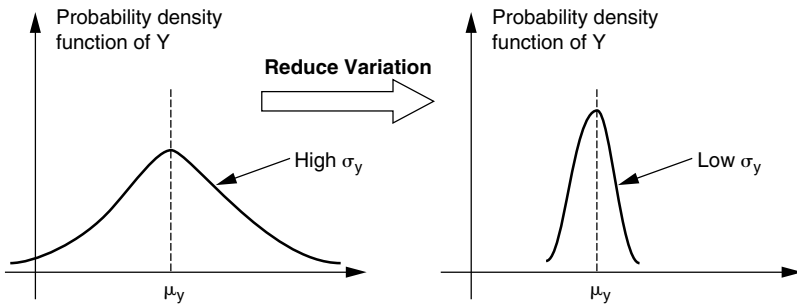 Probability density
function of Y
Reduce Variation
High σy
μy
Probability density
function of Y
Low σy
μy